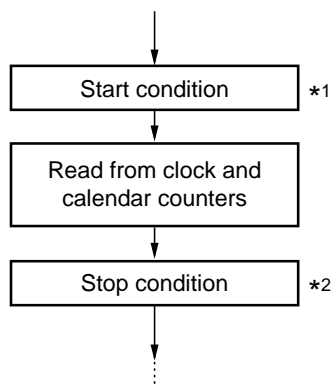 Start condition *1
Read from clock and
calendar counters
Stop condition *2